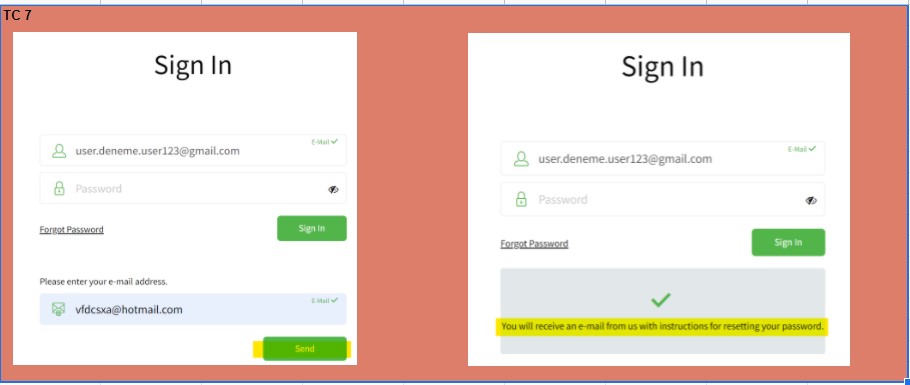 TC 7
Sign In
E-Mail
user.deneme.user123@gmail.com
Password
Forgot Password
Sign In
Please enter your e-mail address.
E-Mail
vfdcsxa@hotmail.com
Send
Sign In
E-Mail
user.deneme.user123@gmail.com
Password
Forgot Password
Sign In
You will receive an e-mail from us with instructions for resetting your password.